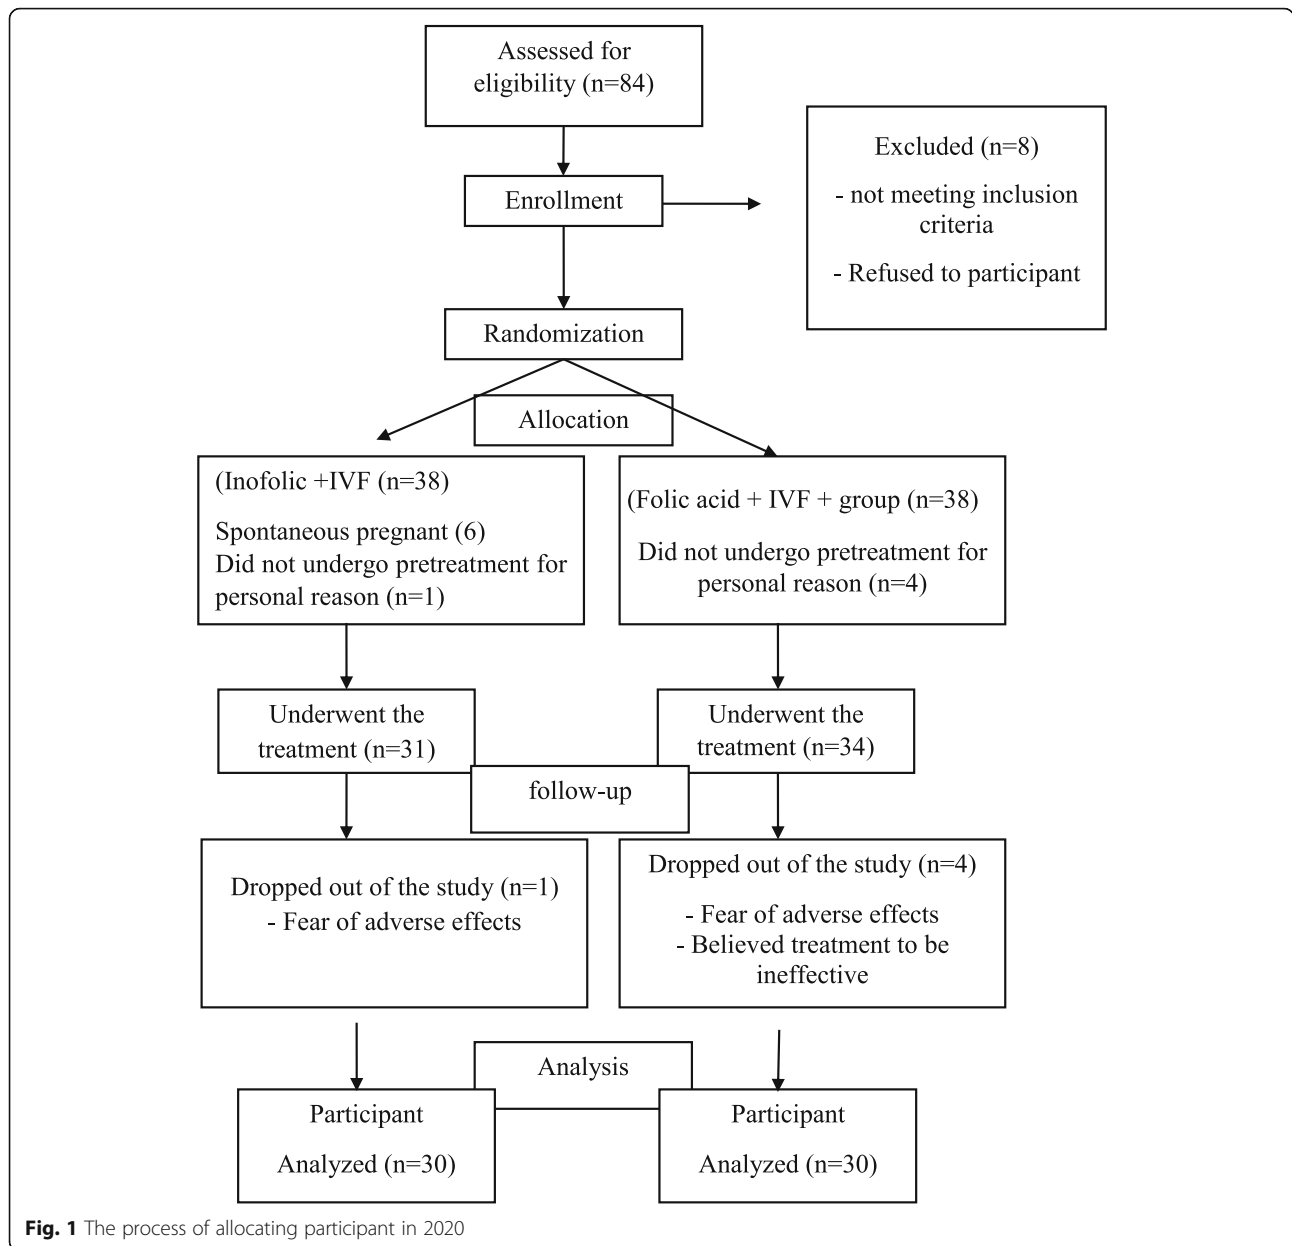 Assessed for
eligibility (n=84)
Excluded (n=8)
- not meeting inclusion
criteria
- Refused to participant
Enrollment
Randomization
Allocation
(Inofolic +IVF (n=38)
Spontaneous pregnant (6)
Did not undergo pretreatment for
personal reason (n=1)
(Folic acid + IVF + group (n=38)
Did not undergo pretreatment for
personal reason (n=4)
Underwent the
treatment (n=31)
Underwent the
treatment (n=34)
follow-up
Dropped out of the study (n=1)
- Fear of adverse effects
Dropped out of the study (n=4)
- Fear of adverse effects
- Believed treatment to be
ineffective
Analysis
Participant
Analyzed (n=30)
Participant
Analyzed (n=30)
Fig. 1 The process of allocating participant in 2020